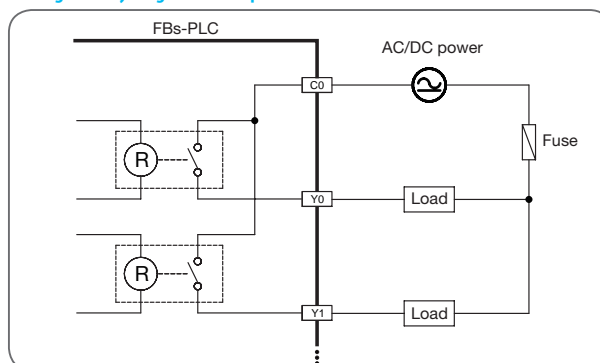 FBs-PLC
AC/DC power
C0
Fuse
R
Y0
Load
R
Y1
Load